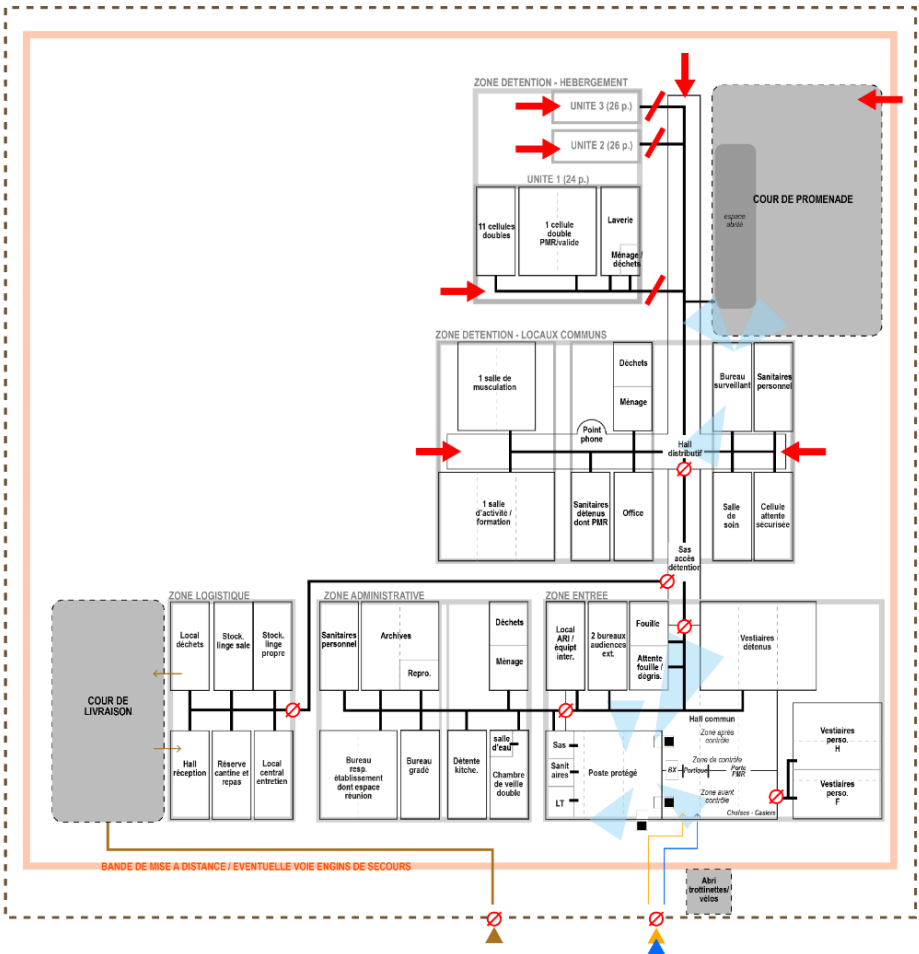 ZONE DETENTION - HEBERGEMENT
UNITE 3 (26 p.)
UNITE 2 (26 p.)
UNITE 1 (24 p.)
11 cellules
doubles
1 cellule
double
PMR/valide
Laverie
Ménage /
déchets
COUR DE PROMENADE
espace
abrité
ZONE DETENTION - LOCAUX COMMUNS
1 salle de
musculation
Déchets
Ménage
Point
phone
Bureau
surveillant
Sanitaires
personnel
Hall
distributif
1 salle
d'activité /
formation
Sanitaires
détenus
dont PMR
Office
Salle
de
soin
Cellule
attente
sécurisée
Sas
accès
détention
ZONE LOGISTIQUE
Local
déchets
Stock.
linge sale
Stock.
linge
propre
COUR DE
LIVRAISON
Hall
réception
Réserve
cantine et
repas
Local
central
entretien
ZONE ADMINISTRATIVE
Sanitaires
personnel
Archives
Repro.
Déchets
Ménage
Bureau
resp.
établissement
dont espace
réunion
Bureau
gradé
Détente
kitche.
salle
d'eau
Chambre
de veille
double
ZONE ENTREE
Local
ARI /
équipt
inter.
2 bureaux
audiences
ext.
Fouille
Attente
fouille /
dégris.
Vestiaires
détenus
Hall commun
Zone après
contrôle
Sas
Sanit
aires
LT
Poste protégé
Zone de contrôle
RX
Portique
Porte
PMR
Zone avant
contrôle
Chaises - Casiers
Vestiaires
perso.
H
Vestiaires
perso.
F
BANDE DE MISE A DISTANCE / EVENTUELLE VOIE ENGINS DE SECOURS
Abri
trottinettes/
vélos